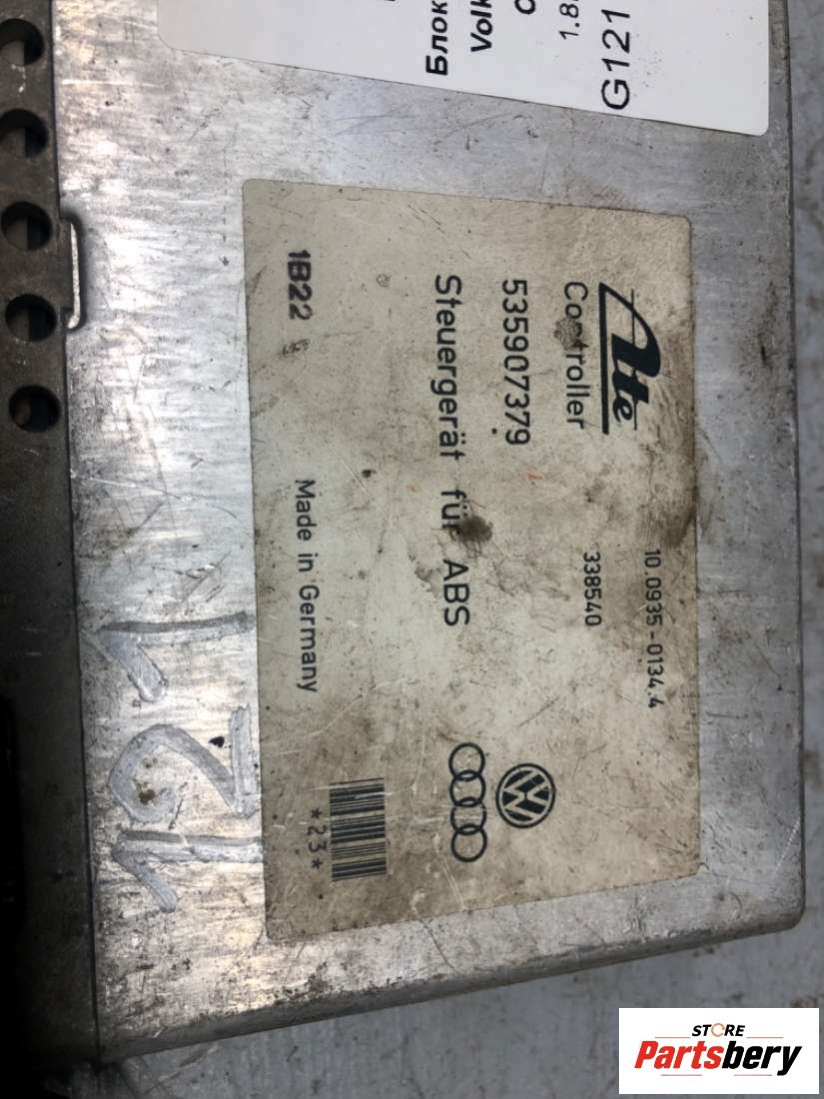 Блок
Volk
1.8
G121
Ate
10.0935-0134.4
Controller
338540
535907379
Steuergerät für ABS
1B22
Made in Germany
*23*
121
STORE
Partsbery